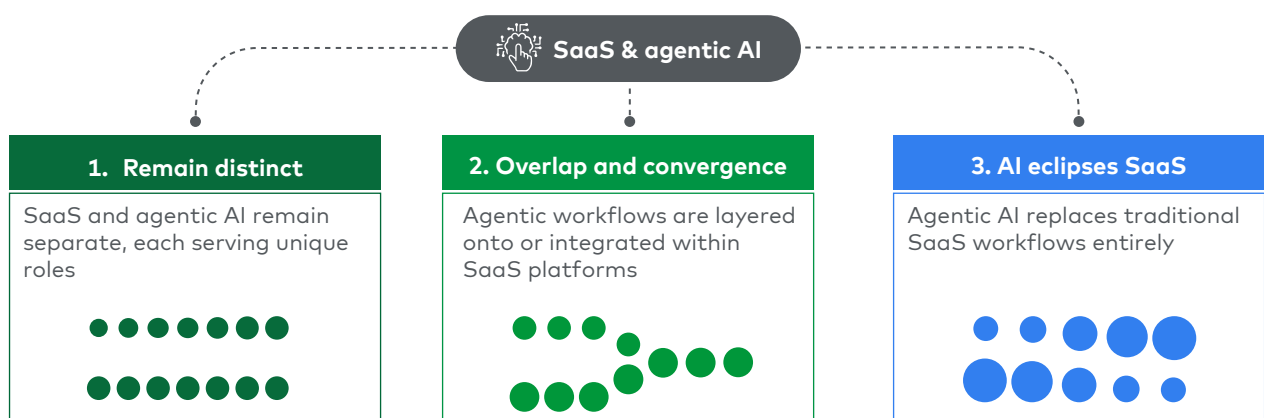 SaaS & agentic AI
1. Remain distinct
SaaS and agentic AI remain
separate, each serving unique
roles
2. Overlap and convergence
Agentic workflows are layered
onto or integrated within
SaaS platforms
3. AI eclipses SaaS
Agentic AI replaces traditional
SaaS workflows entirely